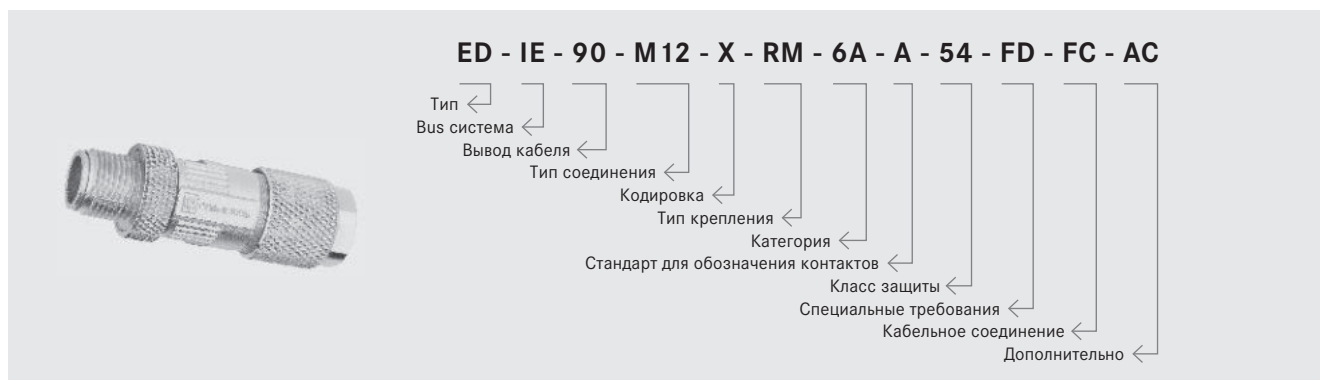 ED - IE - 90 - M12 - X - RM - 6A - A - 54 - FD - FC - AC
Тип
Bus система
Вывод кабеля
Тип соединения
Кодировка
Тип крепления
Категория
Стандарт для обозначения контактов
Класс защиты
Специальные требования
Кабельное соединение
Дополнительно